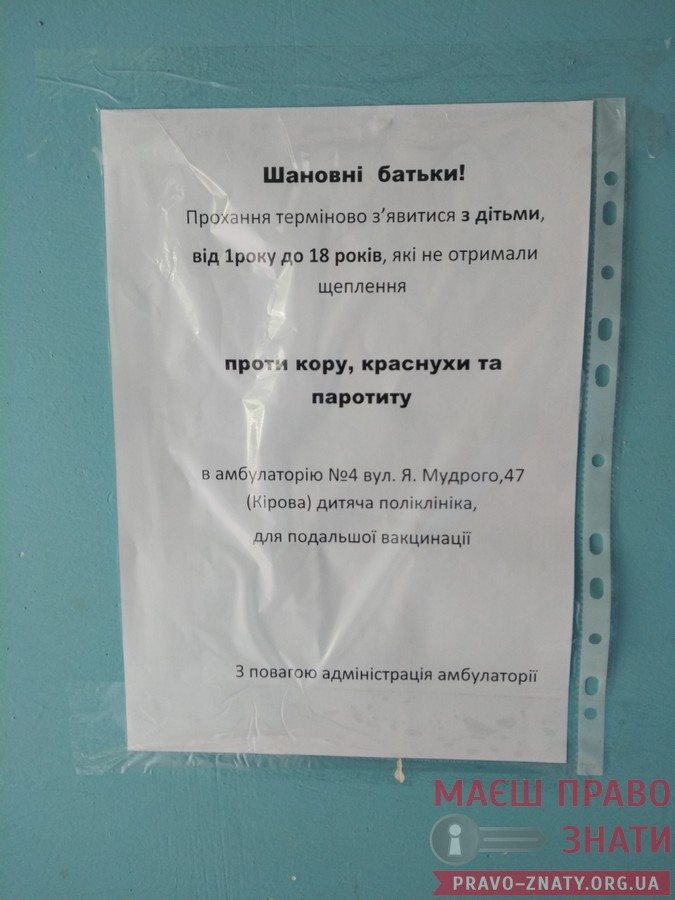 Шановні батьки!
Прохання терміново з’явитися з дітьми,
від 1року до 18 років, які не отримали
щеплення
проти кору, краснухи та
паротиту
в амбулаторію №4 вул. Я. Мудрого,47
(Кірова) дитяча поліклініка,
для подальшої вакцинації
З повагою адміністрація амбулаторії
МАЄШ ПРАВО
ЗНАТИ
PRAVO-ZNATY.ORG.UA